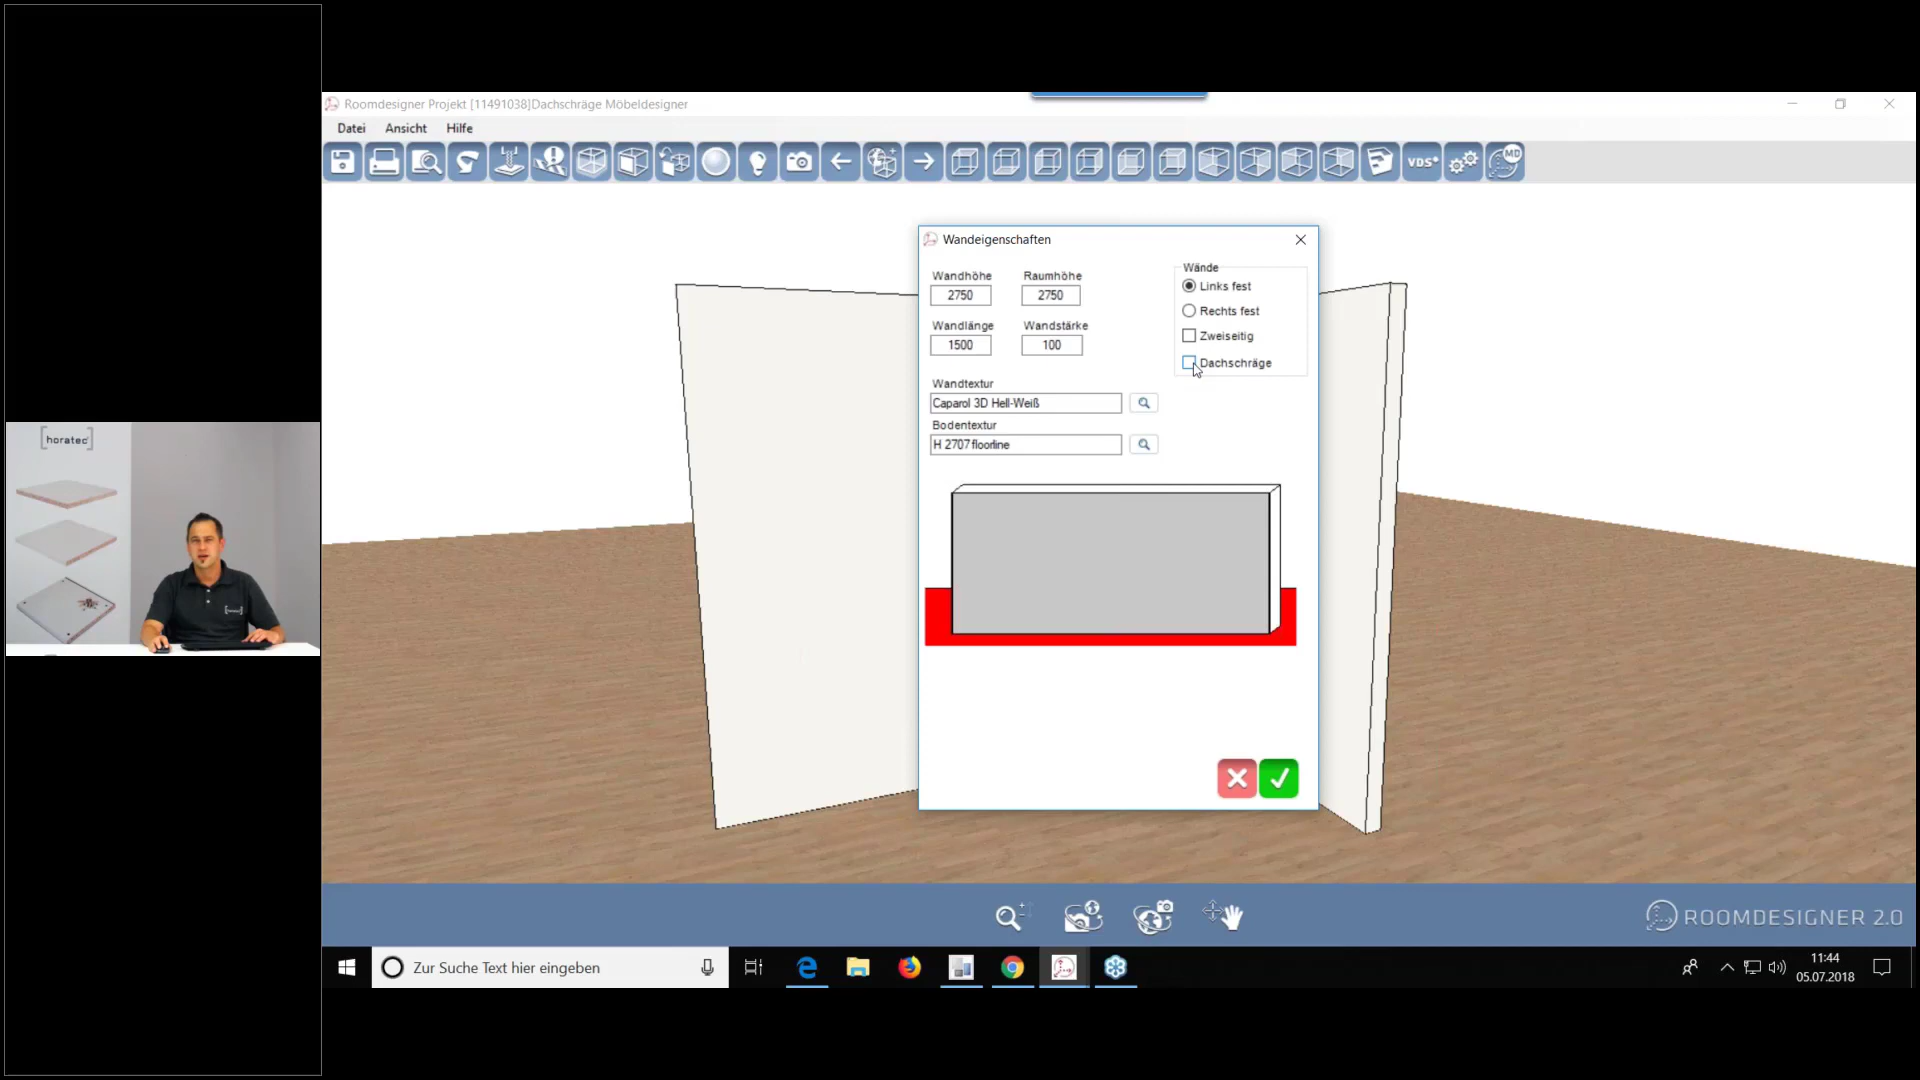 Roomdesigner Projekt [11491038]Dachschräge Möbeldesigner
Datei Ansicht Hilfe
VDS+
MD
Wandeigenschaften
Wandhöhe Raumhöhe
2750 2750
Wandlänge Wandstärke
1500 100
Wände
Links fest
Rechts fest
Zweiseitig
Dachschräge
Wandtextur
Caparol 3D Hell-Weiß
Bodentextur
H 2707 floorline
[horatec]
ROOMDESIGNER 2.0
Zur Suche Text hier eingeben
11:44
05.07.2018